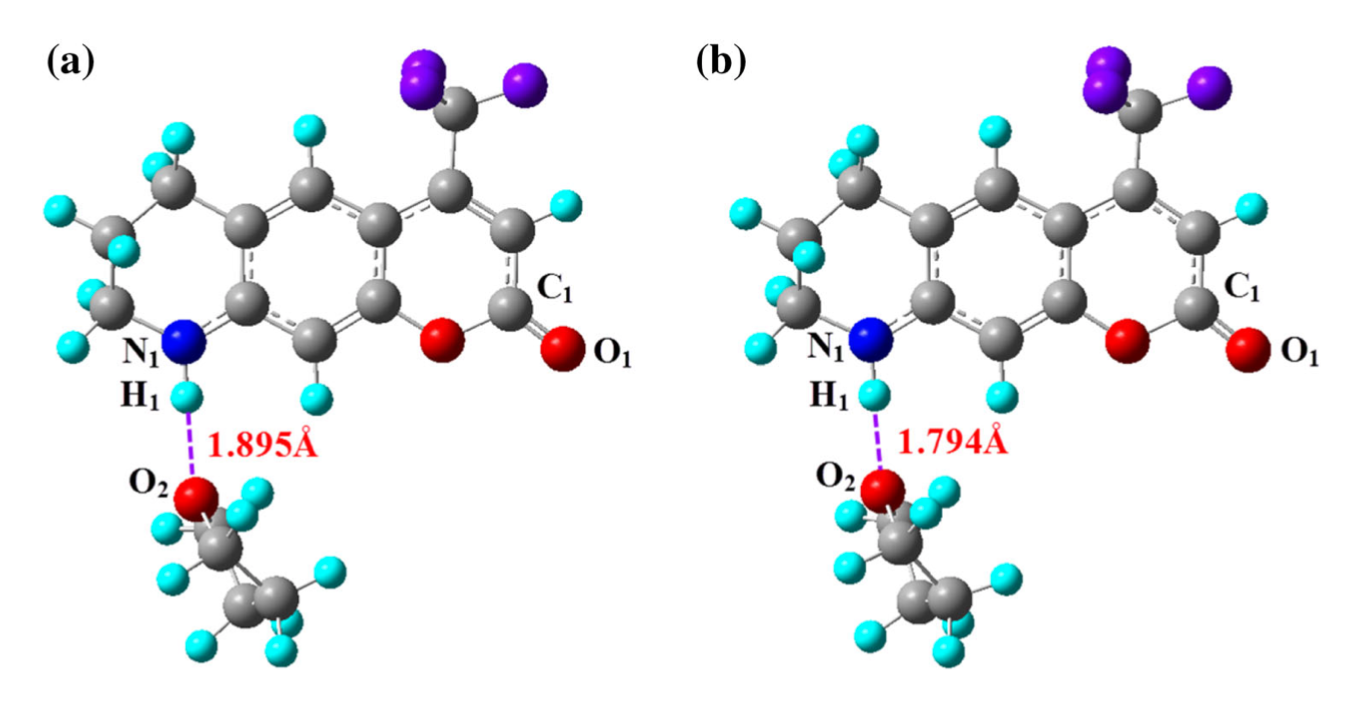 (a)
C₁
O₁
N₁
H₁
1.895Å
O₂
(b)
C₁
O₁
N₁
H₁
1.794Å
O₂